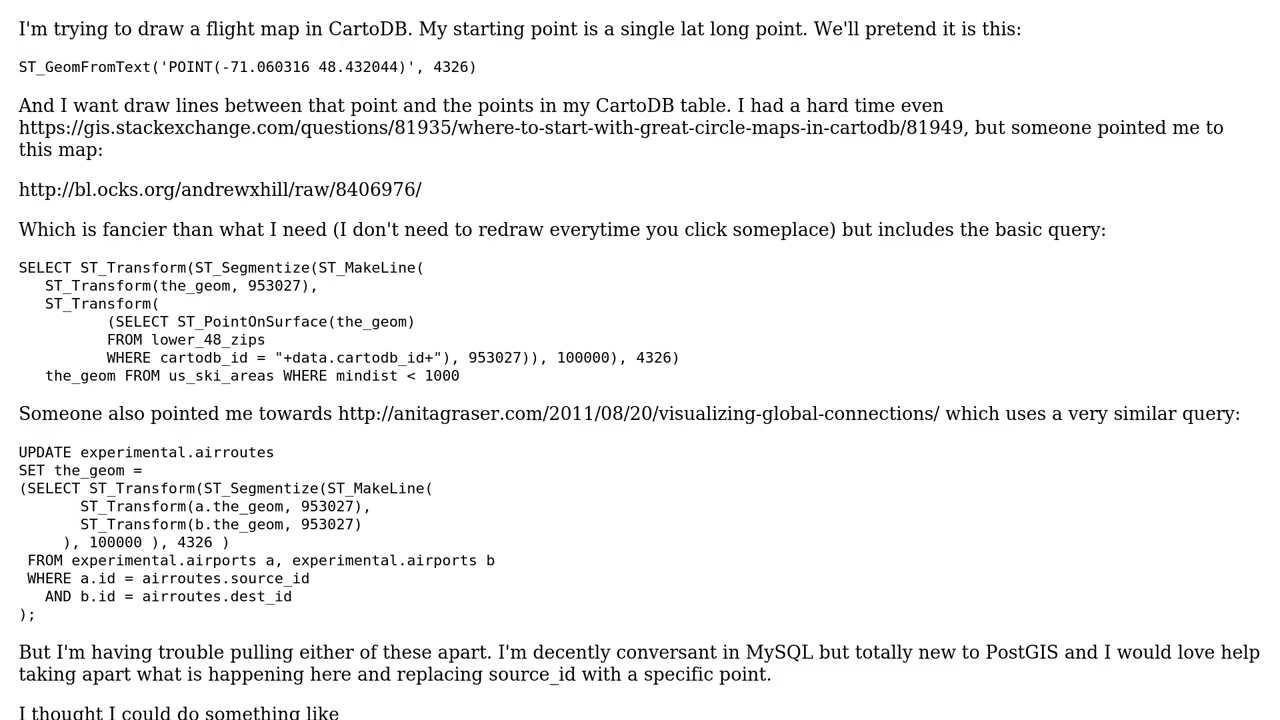 I'm trying to draw a flight map in CartoDB. My starting point is a single lat long point. We'll pretend it is this:
ST_GeomFromText('POINT(-71.060316 48.432044)', 4326)
And I want draw lines between that point and the points in my CartoDB table. I had a hard time even
https://gis.stackexchange.com/questions/81935/where-to-start-with-great-circle-maps-in-cartodb/81949, but someone pointed me to
this map:
http://bl.ocks.org/andrewxhill/raw/8406976/
Which is fancier than what I need (I don't need to redraw everytime you click someplace) but includes the basic query:
SELECT ST_Transform(ST_Segmentize(ST_MakeLine(
   ST_Transform(the_geom, 953027),
   ST_Transform(
          (SELECT ST_PointOnSurface(the_geom)
          FROM lower_48_zips
          WHERE cartodb_id = "+data.cartodb_id+"), 953027)), 100000), 4326)
   the_geom FROM us_ski_areas WHERE mindist < 1000
Someone also pointed me towards http://anitagraser.com/2011/08/20/visualizing-global-connections/ which uses a very similar query:
UPDATE experimental.airroutes
SET the_geom =
(SELECT ST_Transform(ST_Segmentize(ST_MakeLine(
       ST_Transform(a.the_geom, 953027),
       ST_Transform(b.the_geom, 953027)
     ), 100000 ), 4326 )
 FROM experimental.airports a, experimental.airports b
 WHERE a.id = airroutes.source_id
   AND b.id = airroutes.dest_id
);
But I'm having trouble pulling either of these apart. I'm decently conversant in MySQL but totally new to PostGIS and I would love help
taking apart what is happening here and replacing source_id with a specific point.
I thought I could do something like